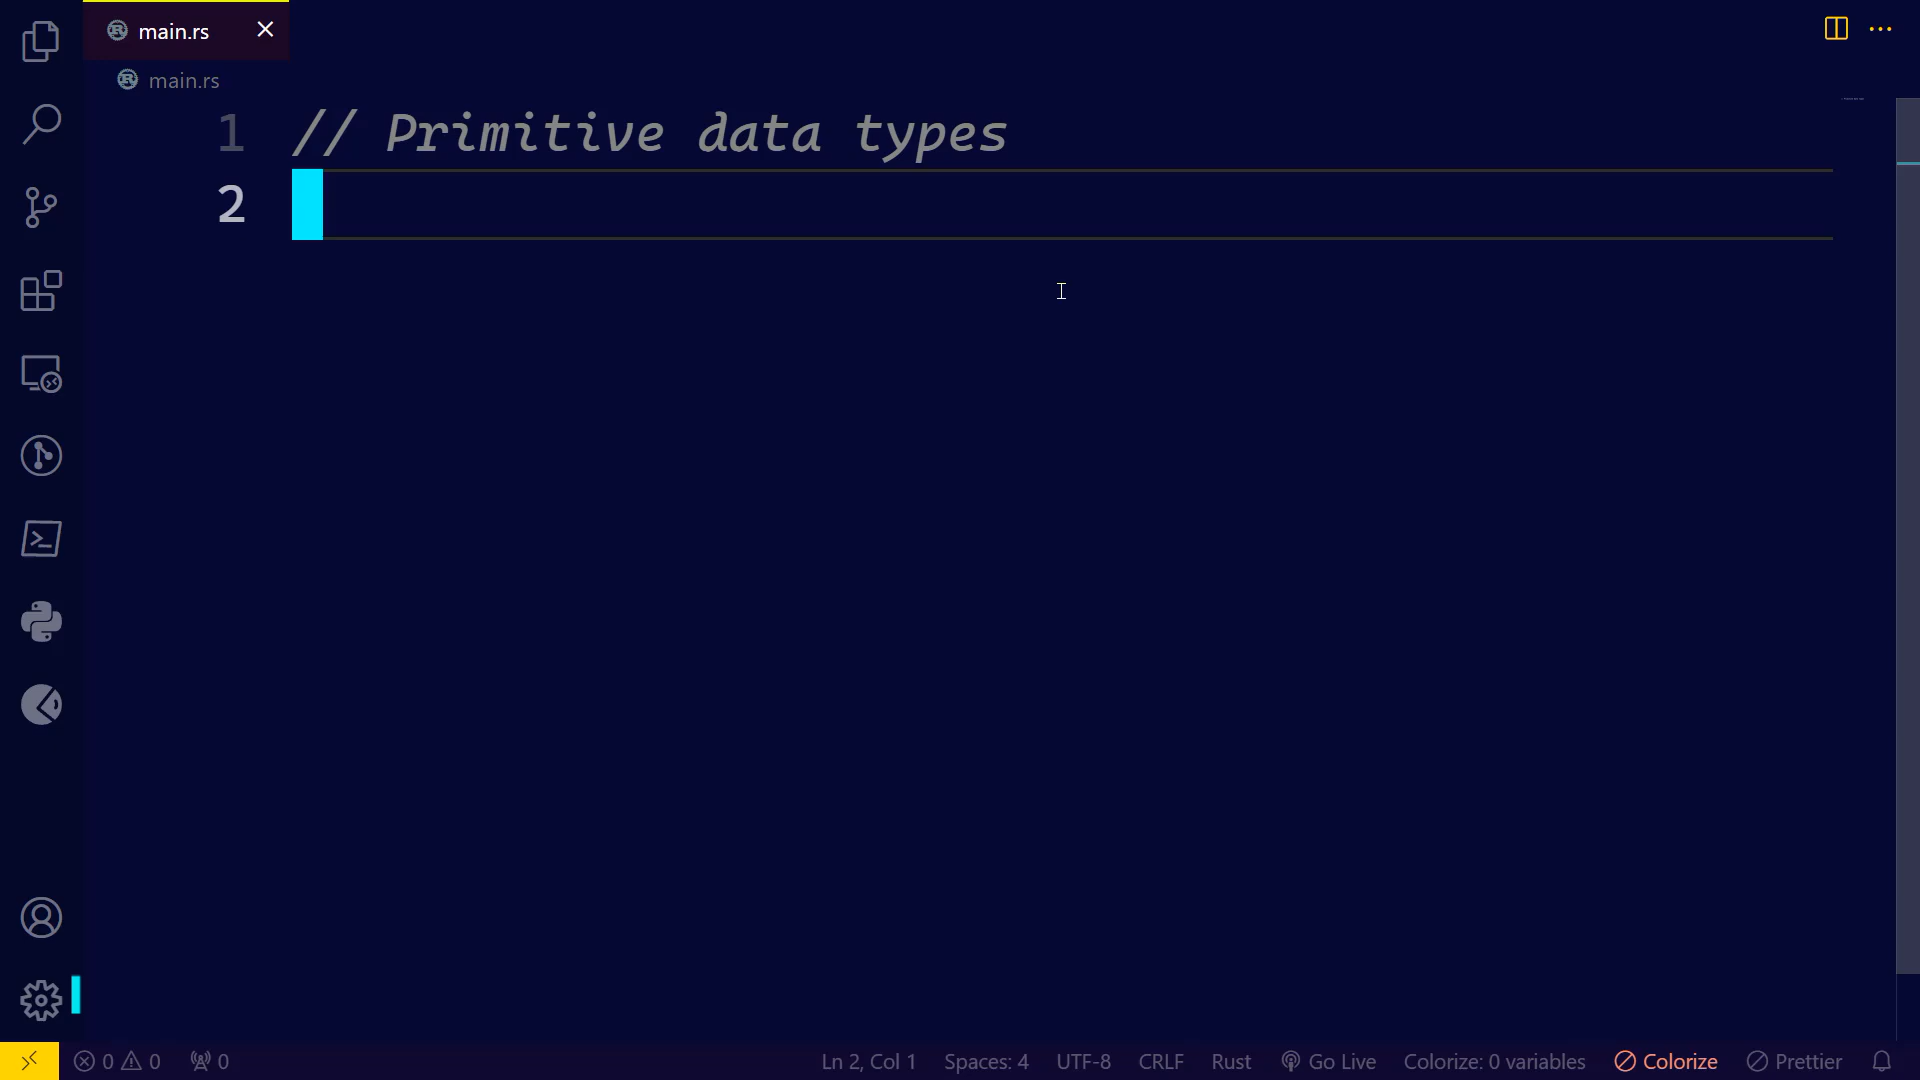 main.rs
main.rs
1 // Primitive data types
2
0 0 0 Ln 2, Col 1 Spaces: 4 UTF-8 CRLF Rust Go Live Colorize: 0 variables Colorize Prettier